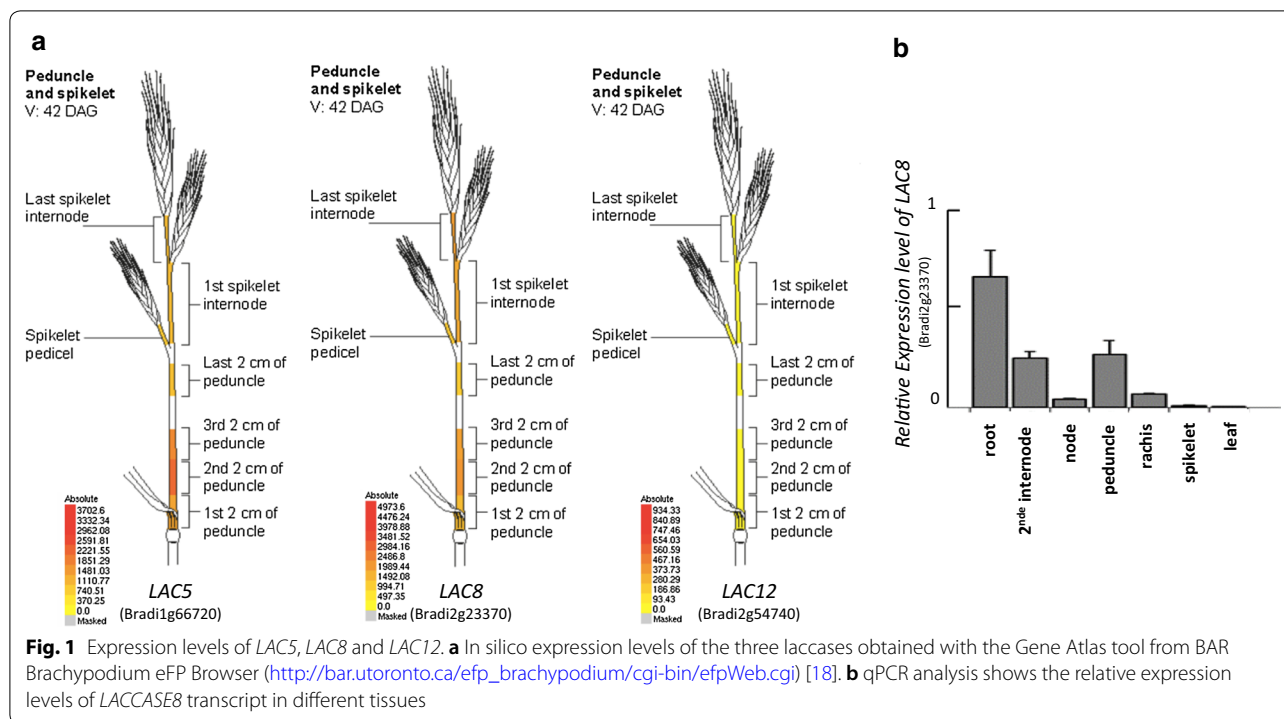 a
Peduncle
and spikelet
V: 42 DAG
Last spikelet
internode
1st spikelet
internode
Spikelet
pedicel
Last 2 cm of
peduncle
3rd 2 cm of
peduncle
2nd 2 cm of
peduncle
1st 2 cm of
peduncle
Absolute
3702.6
3332.34
2962.08
2591.81
2221.55
1851.29
1481.03
1110.77
740.51
370.25
0.0
Masked
LAC5
(Bradi1g66720)
Peduncle
and spikelet
V: 42 DAG
Last spikelet
internode
1st spikelet
internode
Spikelet
pedicel
Last 2 cm of
peduncle
3rd 2 cm of
peduncle
2nd 2 cm of
peduncle
1st 2 cm of
peduncle
Absolute
4973.6
4476.24
3978.88
3481.52
2984.16
2486.8
1989.44
1492.08
994.71
497.35
0.0
Masked
LAC8
(Bradi2g23370)
Peduncle
and spikelet
V: 42 DAG
Last spikelet
internode
1st spikelet
internode
Spikelet
pedicel
Last 2 cm of
peduncle
3rd 2 cm of
peduncle
2nd 2 cm of
peduncle
1st 2 cm of
peduncle
Absolute
934.33
840.89
747.46
654.03
560.59
467.16
373.73
280.29
186.86
93.43
0.0
Masked
LAC12
(Bradi2g54740)
b
Relative Expression level of LAC8
(Bradi2g23370)
1
0
root
2nde internode
node
peduncle
rachis
spikelet
leaf
Fig. 1 Expression levels of LAC5, LAC8 and LAC12. a In silico expression levels of the three laccases obtained with the Gene Atlas tool from BAR
Brachypodium eFP Browser (http://bar.utoronto.ca/efp_brachypodium/cgi-bin/efpWeb.cgi) [18]. b qPCR analysis shows the relative expression
levels of LACCASE8 transcript in different tissues